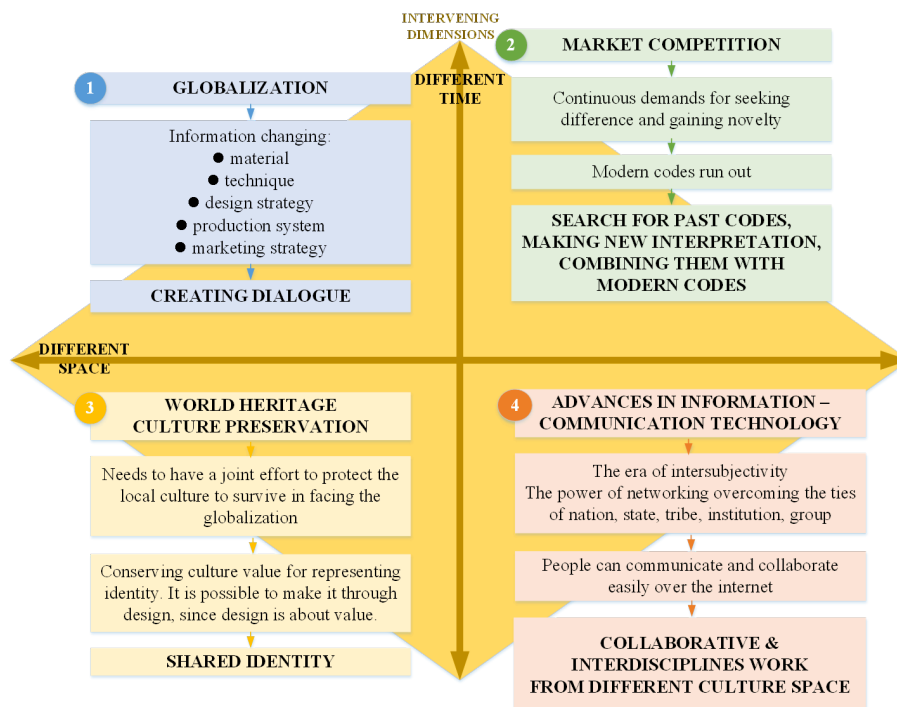 INTERVENING
DIMENSIONS
DIFFERENT
TIME
1
GLOBALIZATION
Information changing:
● material
● technique
● design strategy
● production system
● marketing strategy
CREATING DIALOGUE
2
MARKET COMPETITION
Continuous demands for seeking
difference and gaining novelty
Modern codes run out
SEARCH FOR PAST CODES,
MAKING NEW INTERPRETATION,
COMBINING THEM WITH
MODERN CODES
DIFFERENT
SPACE
3
WORLD HERITAGE
CULTURE PRESERVATION
Needs to have a joint effort to protect the
local culture to survive in facing the
globalization
Conserving culture value for representing
identity. It is possible to make it through
design, since design is about value.
SHARED IDENTITY
4
ADVANCES IN INFORMATION –
COMMUNICATION TECHNOLOGY
The era of intersubjectivity
The power of networking overcoming the ties
of nation, state, tribe, institution, group
People can communicate and collaborate
easily over the internet
COLLABORATIVE &
INTERDISCIPLINES WORK
FROM DIFFERENT CULTURE SPACE